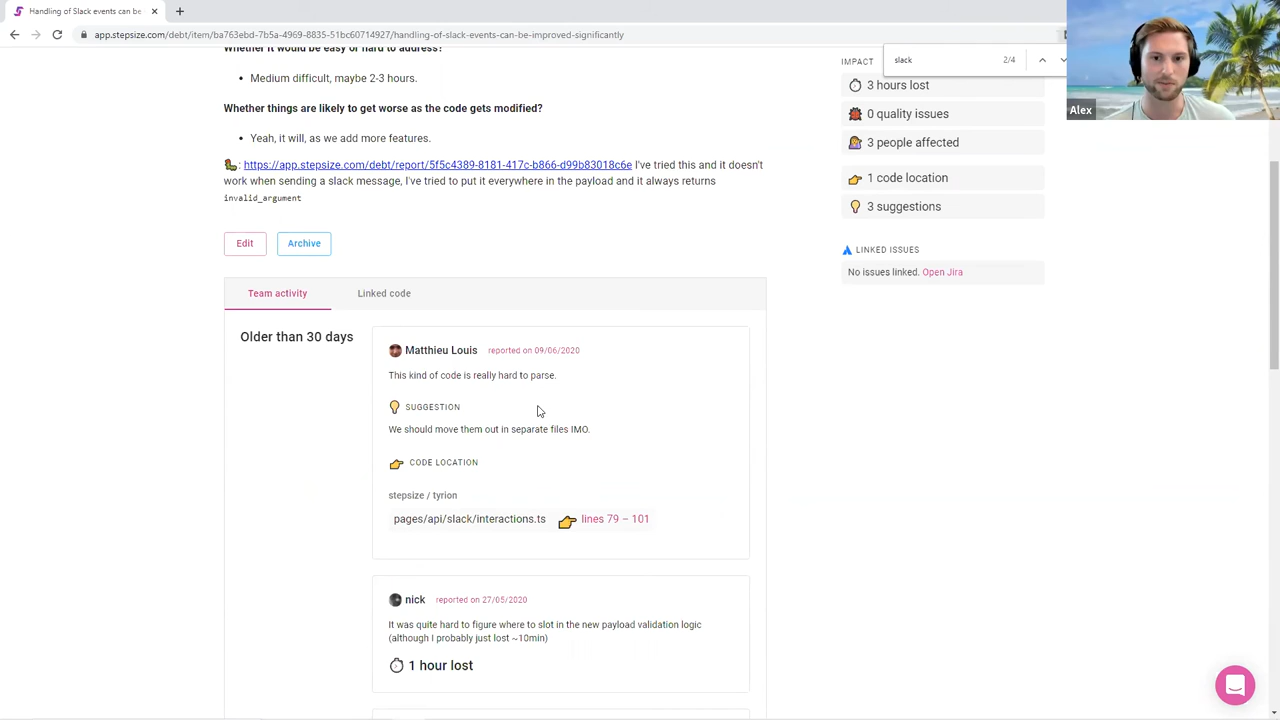 Handling of Slack events can be
app.stepsize.com/debt/item/ba763ebd-7b5a-4969-8835-51bc60714927/handling-of-slack-events-can-be-improved-significantly
slack
2/4
Alex
Whether it would be easy or hard to address?
Medium difficult, maybe 2-3 hours.
Whether things are likely to get worse as the code gets modified?
Yeah, it will, as we add more features.
: https://app.stepsize.com/debt/report/5f5c4389-8181-417c-b866-d99b83018c6e I've tried this and it doesn't
work when sending a slack message, I've tried to put it everywhere in the payload and it always returns
invalid_argument
Edit
Archive
Team activity
Linked code
Older than 30 days
Matthieu Louis reported on 09/06/2020
This kind of code is really hard to parse.
SUGGESTION
We should move them out in separate files IMO.
CODE LOCATION
stepsize / tyrion
pages/api/slack/interactions.ts lines 79 – 101
nick reported on 27/05/2020
It was quite hard to figure where to slot in the new payload validation logic
(although I probably just lost ~10min)
1 hour lost
IMPACT
3 hours lost
0 quality issues
3 people affected
1 code location
3 suggestions
LINKED ISSUES
No issues linked. Open Jira